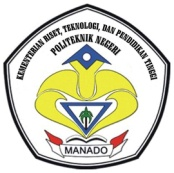 KEMENTERIAN RISET, TEKNOLOGI, DAN PENDIDIKAN TINGGI
POLITEKNIK NEGERI
MANADO